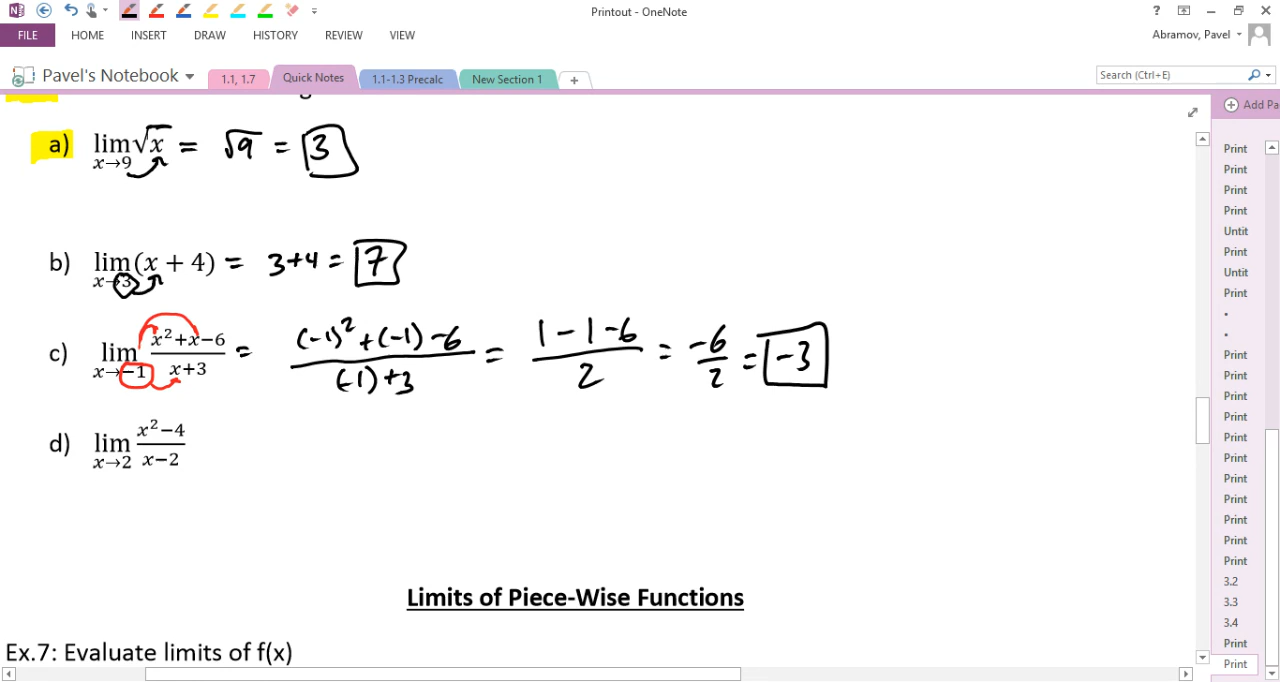 Printout - OneNote
FILE HOME INSERT DRAW HISTORY REVIEW VIEW
Abramov, Pavel
Pavel's Notebook 1.1, 1.7 Quick Notes 1.1-1.3 Precalc New Section 1
Search (Ctrl+E)
Add Pa
a) lim x→9 √x = √9 = 3
b) lim x→3 (x + 4) = 3+4 = 7
c) lim x→−1 (x²+x−6)/(x+3) = ((-1)²+(-1)-6)/((-1)+3) = (1-1-6)/2 = -6/2 = -3
d) lim x→2 (x²−4)/(x−2)
Limits of Piece-Wise Functions
Ex.7: Evaluate limits of f(x)
Print
Print
Print
Print
Untit
Print
Untit
Print
Print
Print
Print
Print
Print
Print
Print
Print
Print
Print
Print
3.2
3.3
3.4
Print
Print